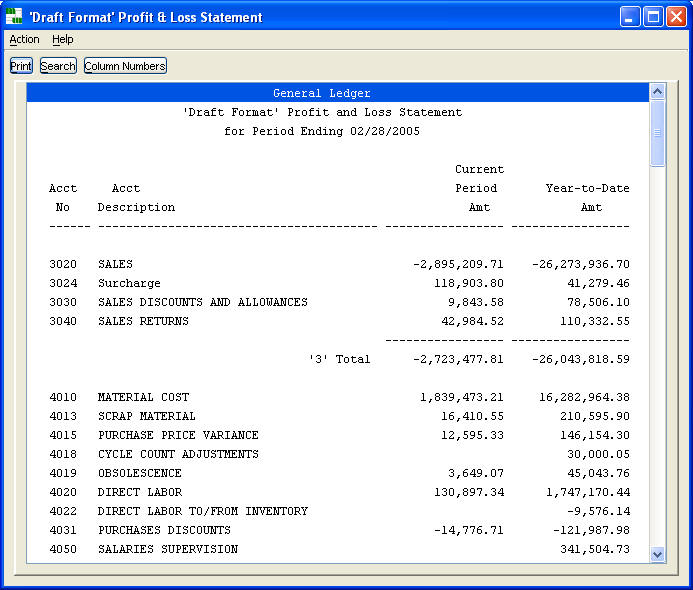 'Draft Format' Profit & Loss Statement
Action Help
Print Search Column Numbers
General Ledger
'Draft Format' Profit and Loss Statement
for Period Ending 02/28/2005
Current
Acct Acct Period Year-to-Date
No Description Amt Amt
------ ---------------------------------------- ----------------- -----------------
3020 SALES -2,895,209.71 -26,273,936.70
3024 Surcharge 118,903.80 41,279.46
3030 SALES DISCOUNTS AND ALLOWANCES 9,843.58 78,506.10
3040 SALES RETURNS 42,984.52 110,332.55
----------------- -----------------
'3' Total -2,723,477.81 -26,043,818.59
4010 MATERIAL COST 1,839,473.21 16,282,964.38
4013 SCRAP MATERIAL 16,410.55 210,595.90
4015 PURCHASE PRICE VARIANCE 12,595.33 146,154.30
4018 CYCLE COUNT ADJUSTMENTS 30,000.05
4019 OBSOLESCENCE 3,649.07 45,043.76
4020 DIRECT LABOR 130,897.34 1,747,170.44
4022 DIRECT LABOR TO/FROM INVENTORY -9,576.14
4031 PURCHASES DISCOUNTS -14,776.71 -121,987.98
4050 SALARIES SUPERVISION 341,504.73